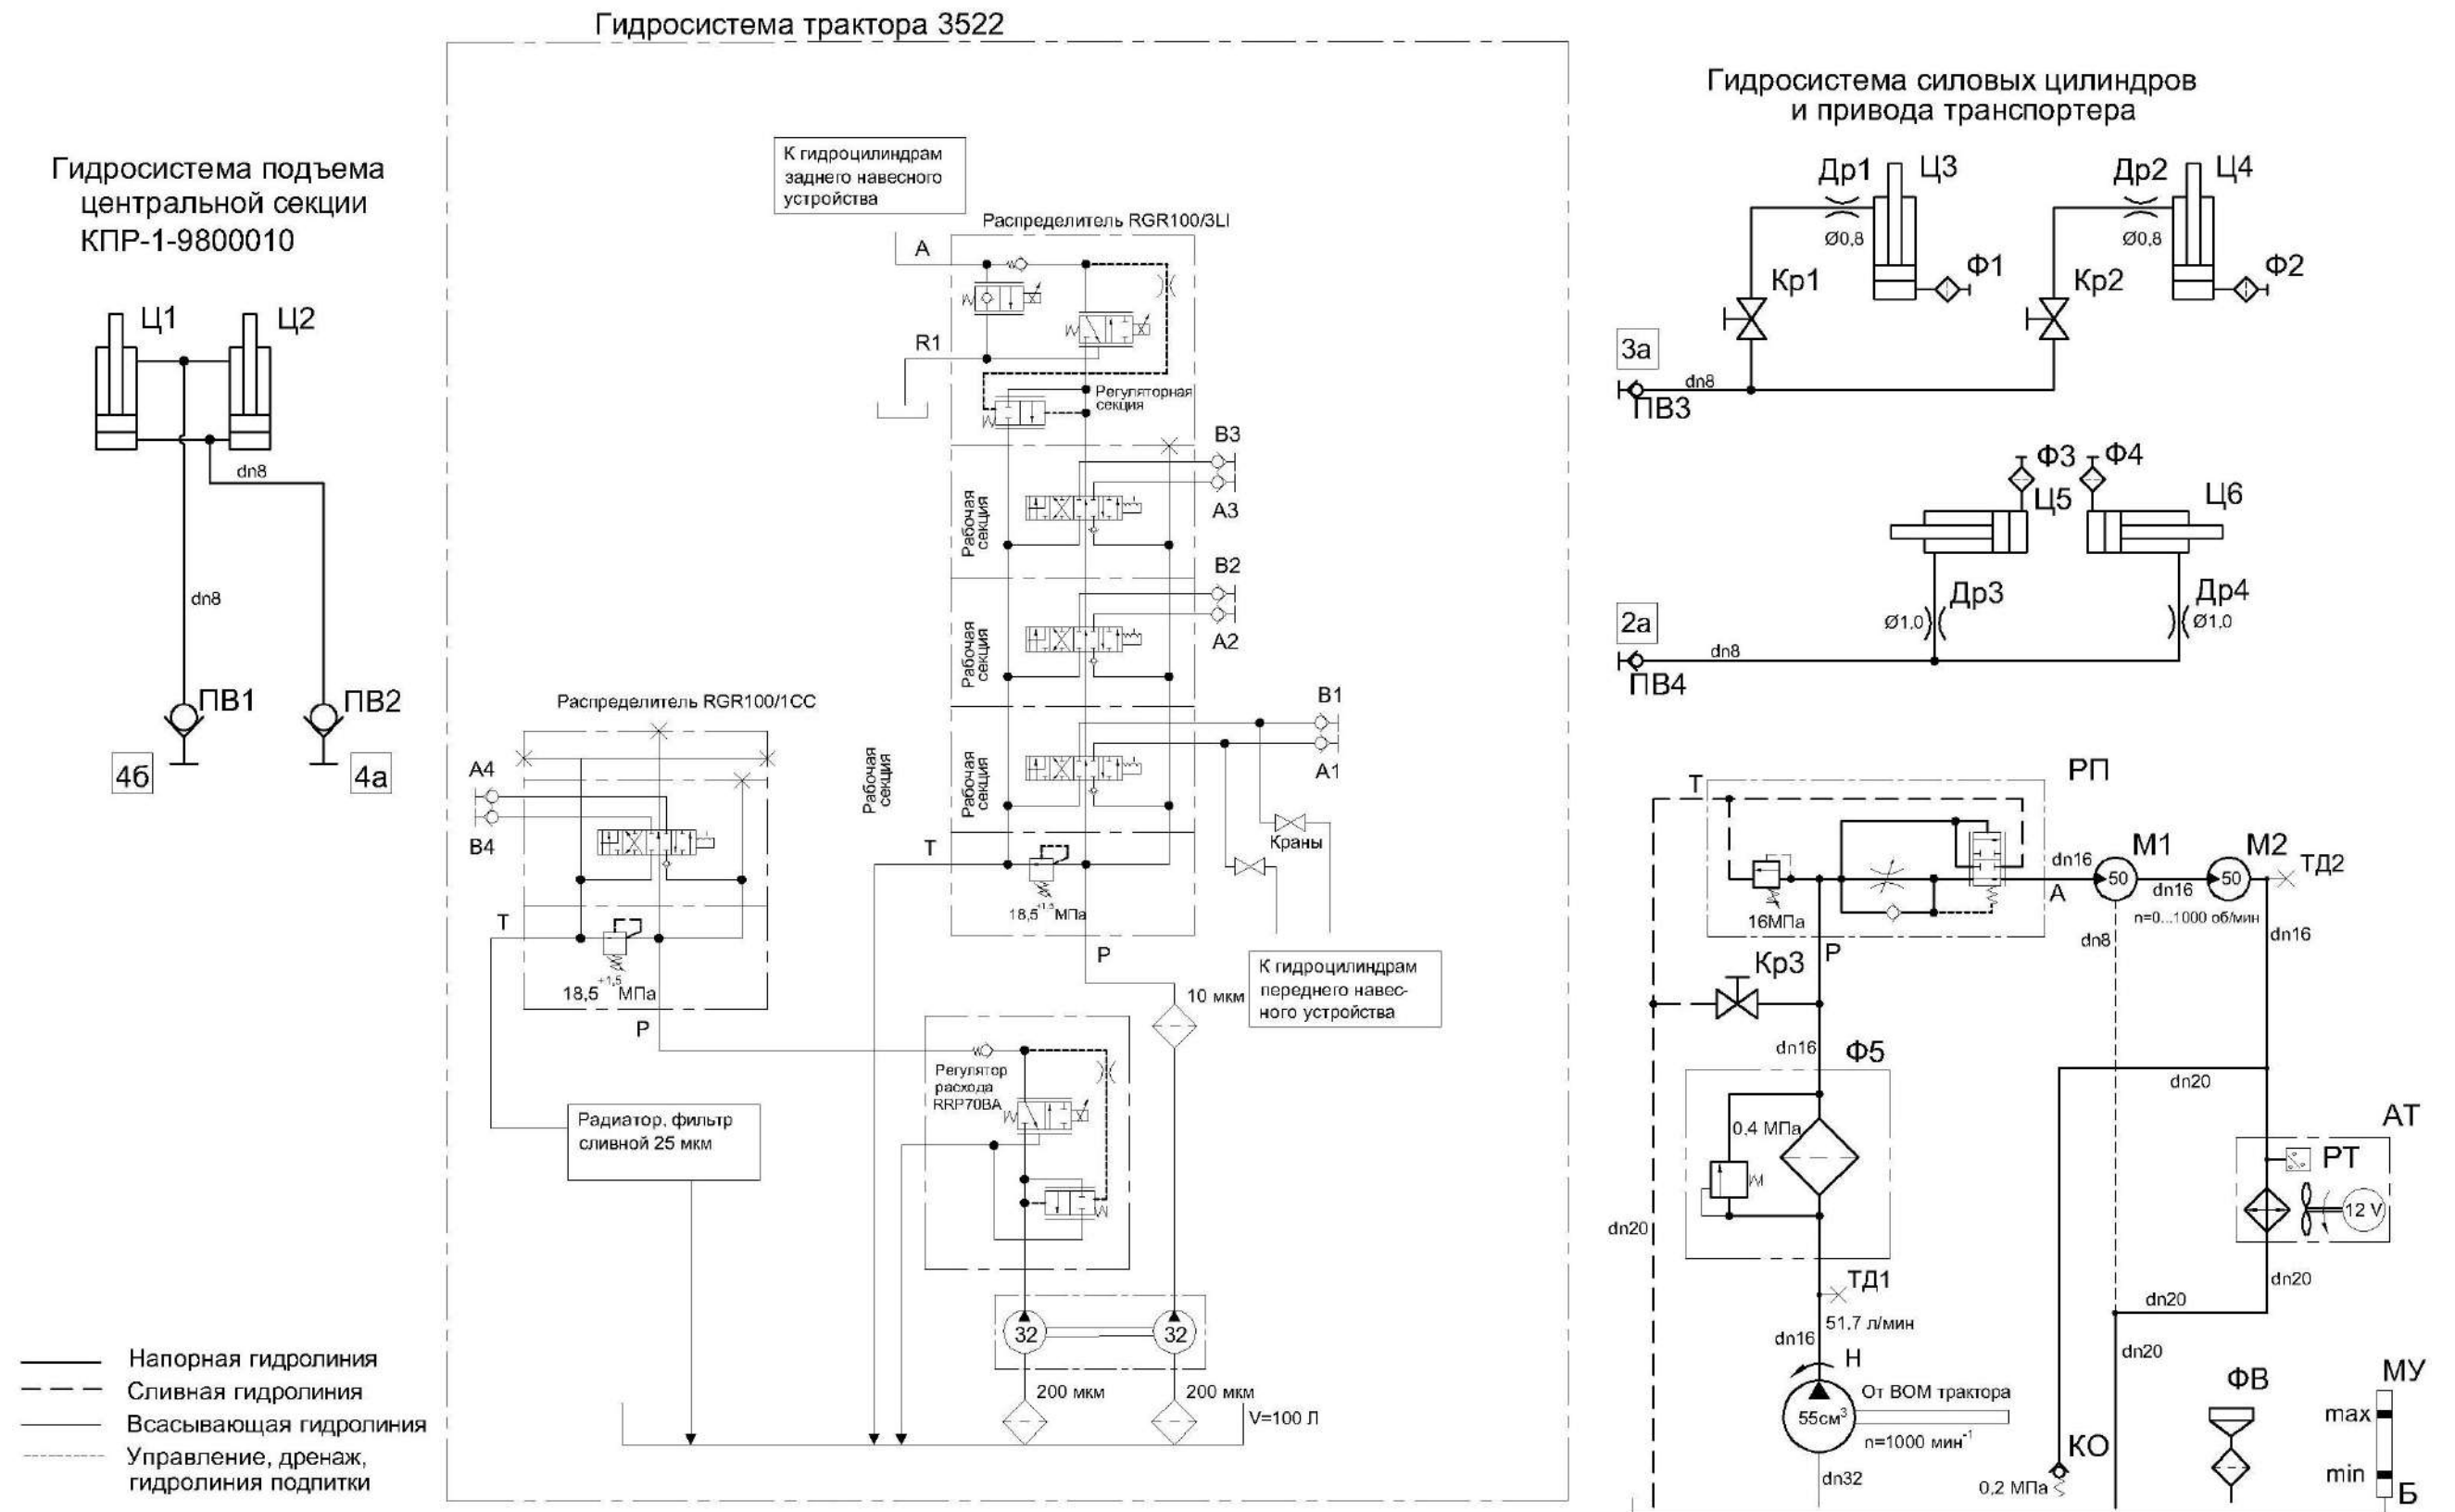 Гидросистема трактора 3522
Гидросистема подъема
центральной секции
КПР-1-9800010
Ц1
Ц2
dn8
dn8
ПВ1
ПВ2
4б
4а
Напорная гидролиния
Сливная гидролиния
Всасывающая гидролиния
Управление, дренаж,
гидролиния подпитки
К гидроцилиндрам
заднего навесного
устройства
Распределитель RGR100/3LI
A
R1
Регуляторная
секция
B3
A3
Рабочая
секция
B2
A2
Рабочая
секция
B1
A1
Рабочая
секция
Рабочая
секция
Краны
T
18,5+1,5 МПа
P
К гидроцилиндрам
переднего навес-
ного устройства
10 мкм
Распределитель RGR100/1CC
A4
B4
T
18,5+1,5 МПа
P
Регулятор
расхода
RRP70BA
Радиатор, фильтр
сливной 25 мкм
32
32
200 мкм
200 мкм
V=100 Л
Гидросистема силовых цилиндров
и привода транспортера
Др1
Ц3
Ø0,8
Кр1
Ф1
Др2
Ц4
Ø0,8
Кр2
Ф2
3а
dn8
ПВ3
Ф3
Ф4
Ц5
Ц6
Др3
Ø1,0
Др4
Ø1,0
2а
dn8
ПВ4
РП
T
16МПа
P
A
dn16
М1
50
dn16
М2
50
ТД2
n=0...1000 об/мин
dn8
dn16
Кр3
dn16
Ф5
0,4 МПа
dn20
dn20
АТ
РТ
12 V
dn20
dn20
dn20
ТД1
51,7 л/мин
dn16
Н
55см³
От ВОМ трактора
n=1000 мин-1
dn32
КО
0,2 МПа
ФВ
МУ
max
min
Б